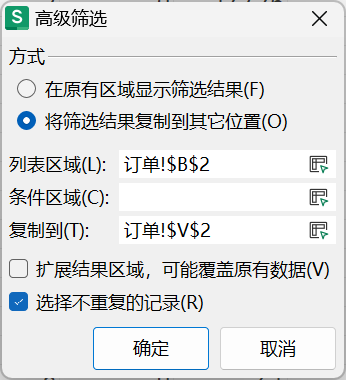 高级筛选
方式
在原有区域显示筛选结果(F)
将筛选结果复制到其它位置(O)
列表区域(L): 订单!$B$2
条件区域(C):
复制到(T): 订单!$V$2
扩展结果区域，可能覆盖原有数据(V)
选择不重复的记录(R)
确定 取消